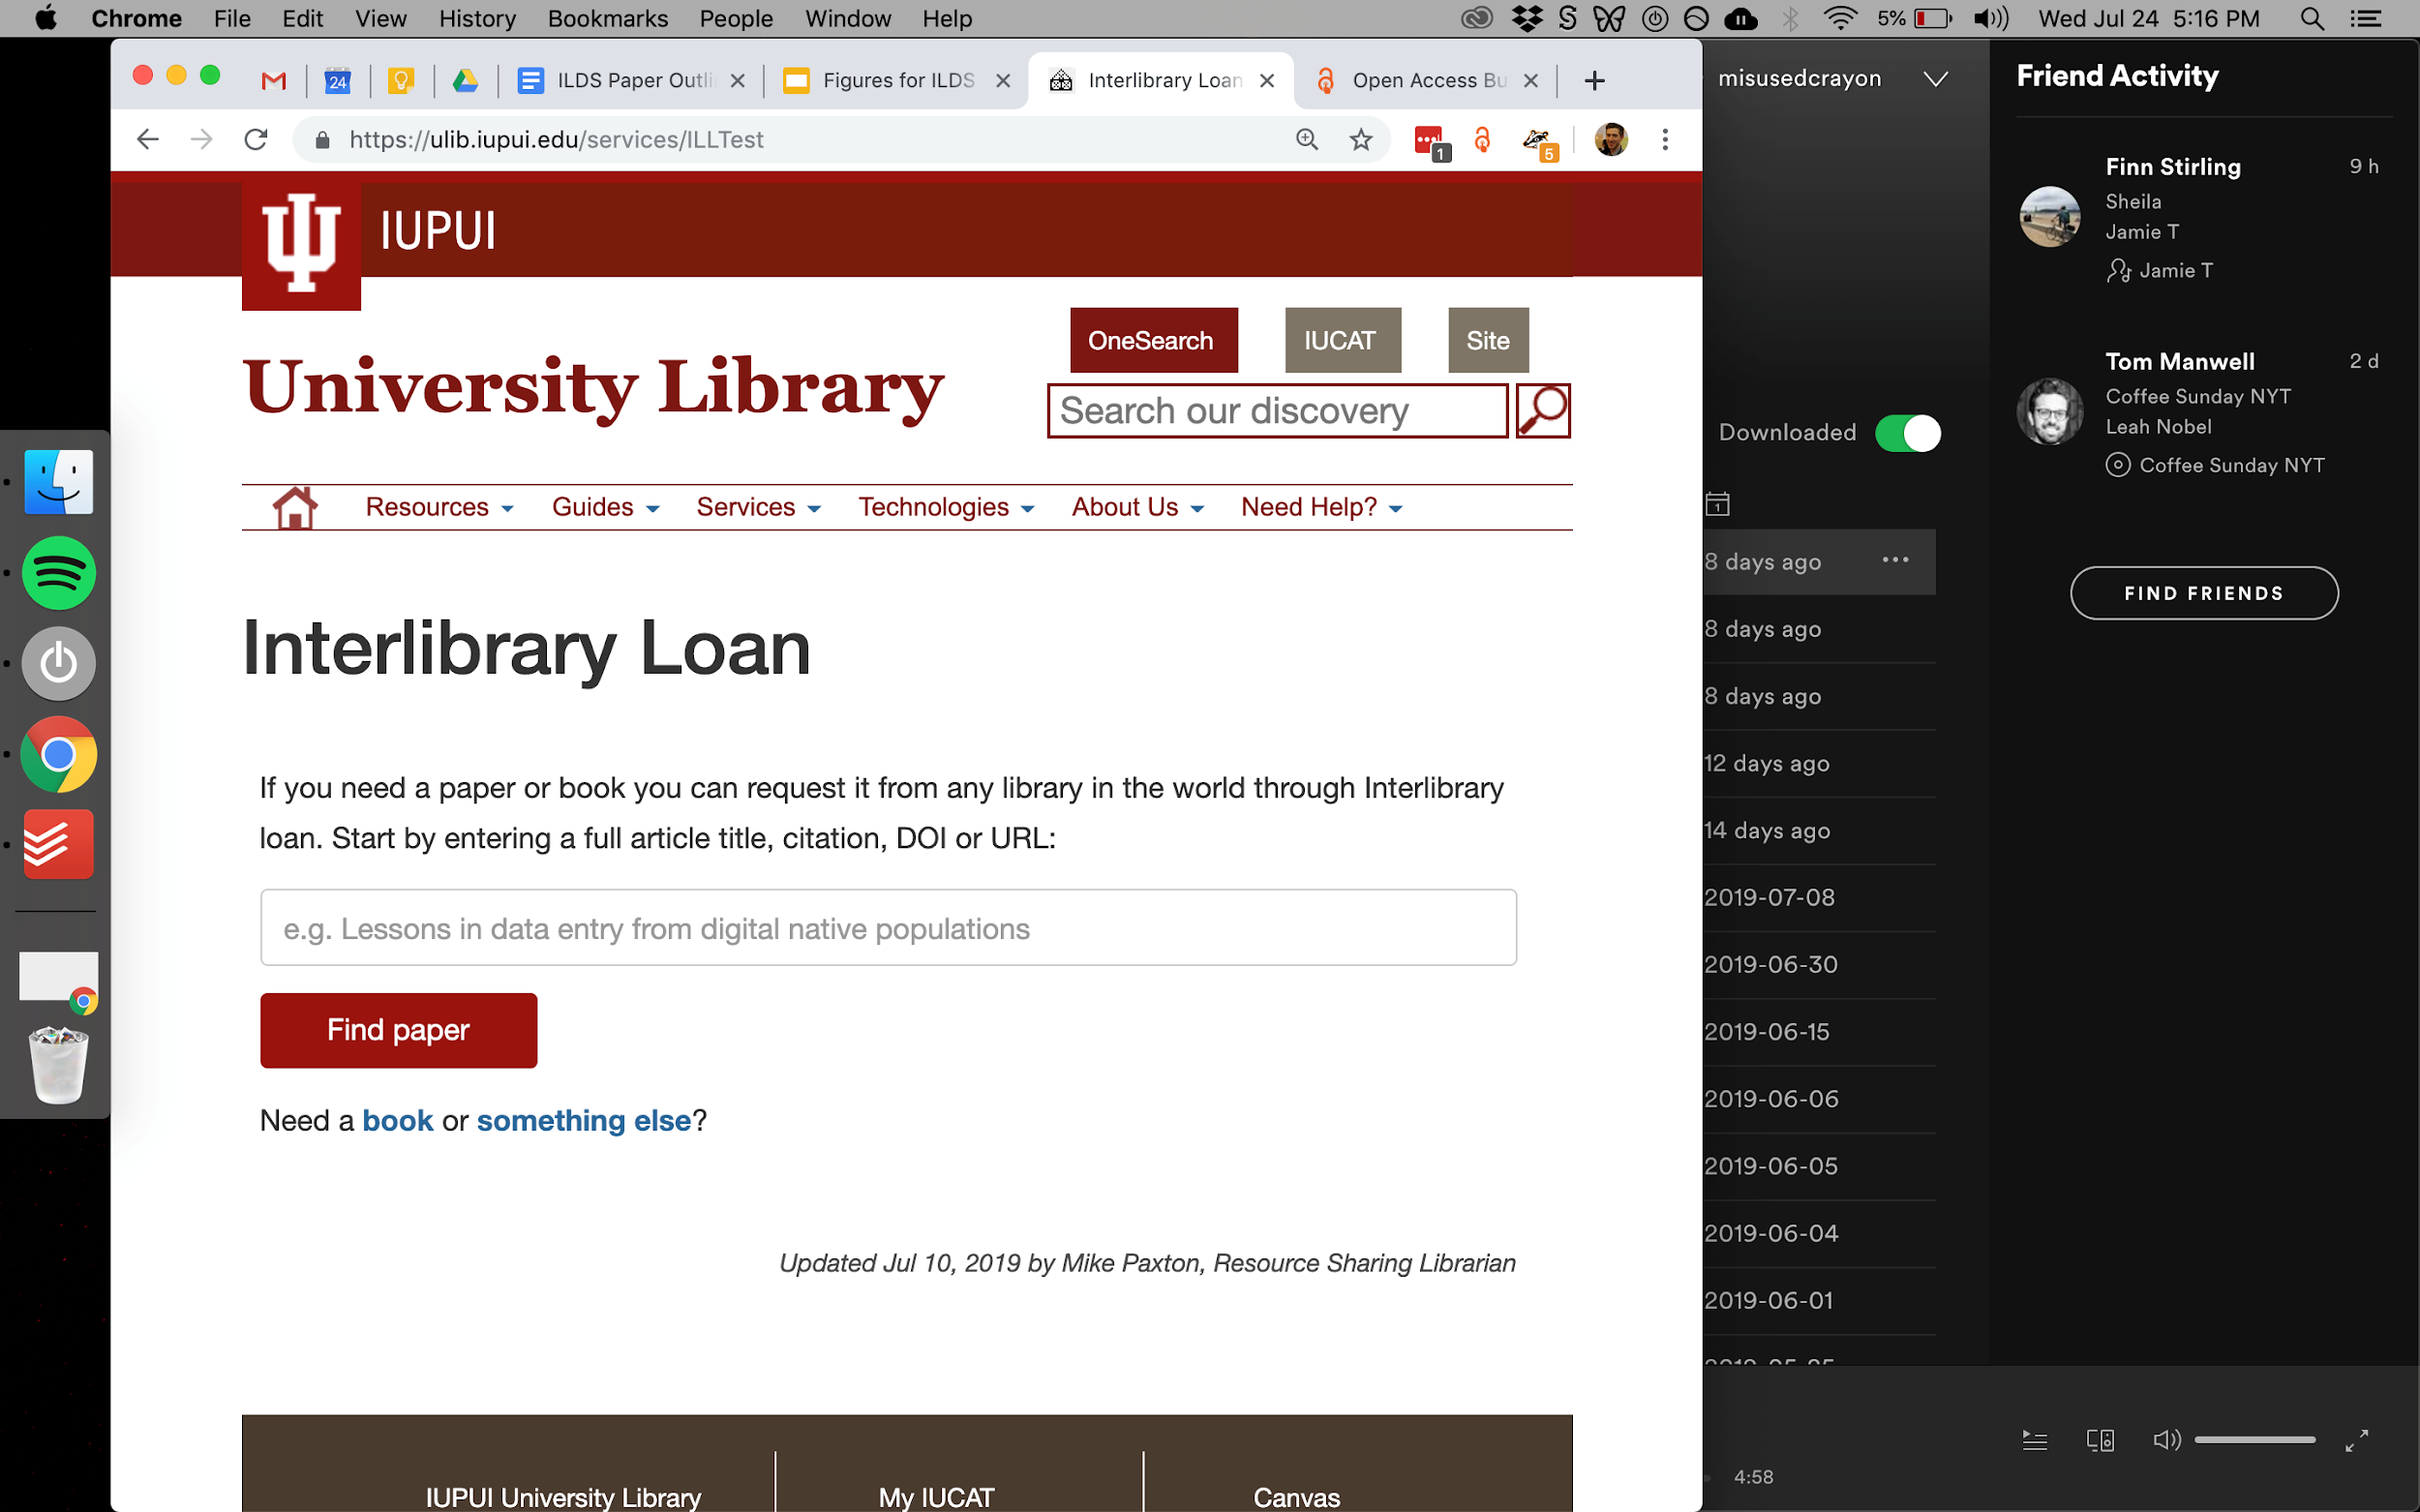 Chrome File Edit View History Bookmarks People Window Help
5% Wed Jul 24 5:16 PM
24 ILDS Paper Outli Figures for ILDS Interlibrary Loan Open Access Bu
https://ulib.iupui.edu/services/ILLTest
1 5
IUPUI
OneSearch IUCAT Site
University Library
Search our discovery
Resources Guides Services Technologies About Us Need Help?
Interlibrary Loan
If you need a paper or book you can request it from any library in the world through Interlibrary
loan. Start by entering a full article title, citation, DOI or URL:
e.g. Lessons in data entry from digital native populations
Find paper
Need a book or something else?
Updated Jul 10, 2019 by Mike Paxton, Resource Sharing Librarian
IUPUI University Library My IUCAT Canvas
misusedcrayon
Downloaded
1
8 days ago
8 days ago
8 days ago
12 days ago
14 days ago
2019-07-08
2019-06-30
2019-06-15
2019-06-06
2019-06-05
2019-06-04
2019-06-01
4:58
Friend Activity
Finn Stirling 9 h
Sheila
Jamie T
Jamie T
Tom Manwell 2 d
Coffee Sunday NYT
Leah Nobel
Coffee Sunday NYT
FIND FRIENDS